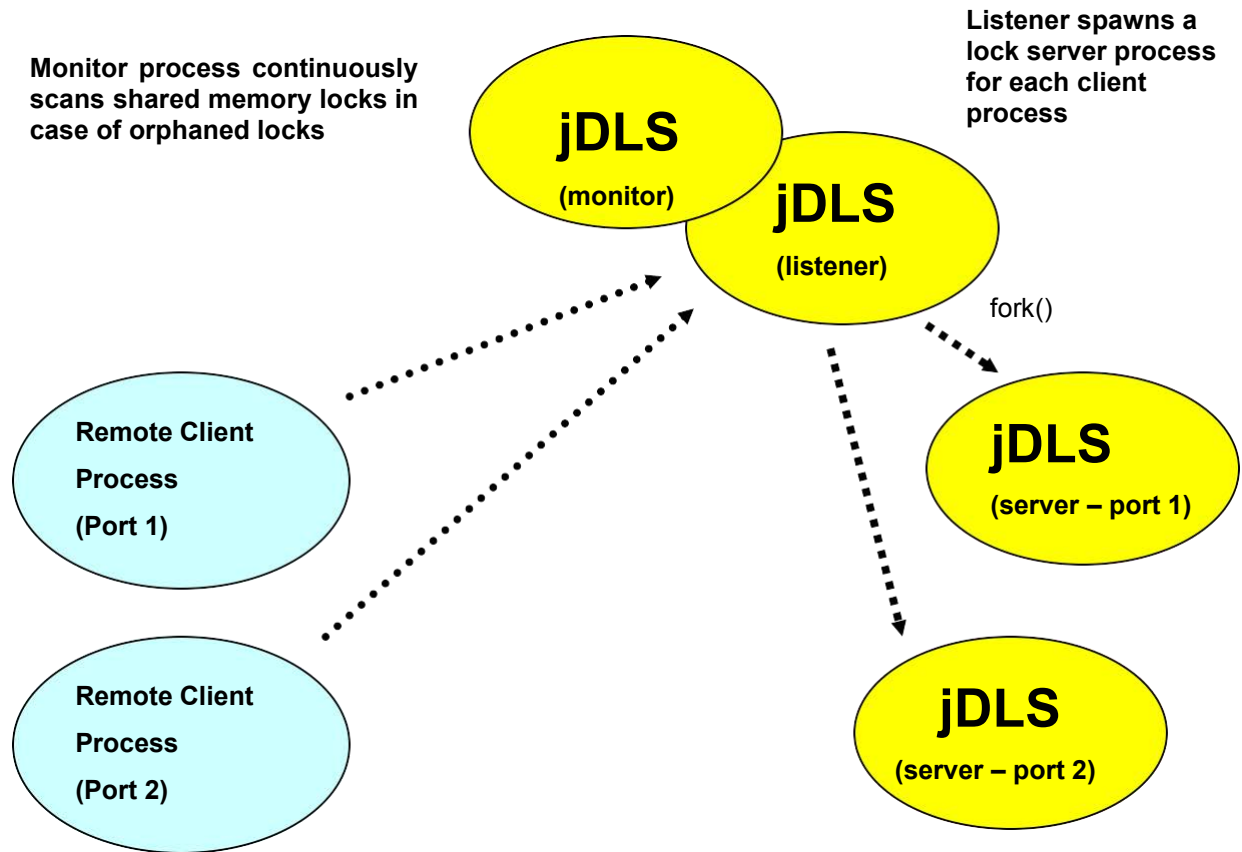 Monitor process continuously
scans shared memory locks in
case of orphaned locks
Listener spawns a
lock server process
for each client
process
jDLS
(monitor)
jDLS
(listener)
fork()
Remote Client
Process
(Port 1)
jDLS
(server – port 1)
Remote Client
Process
(Port 2)
jDLS
(server – port 2)